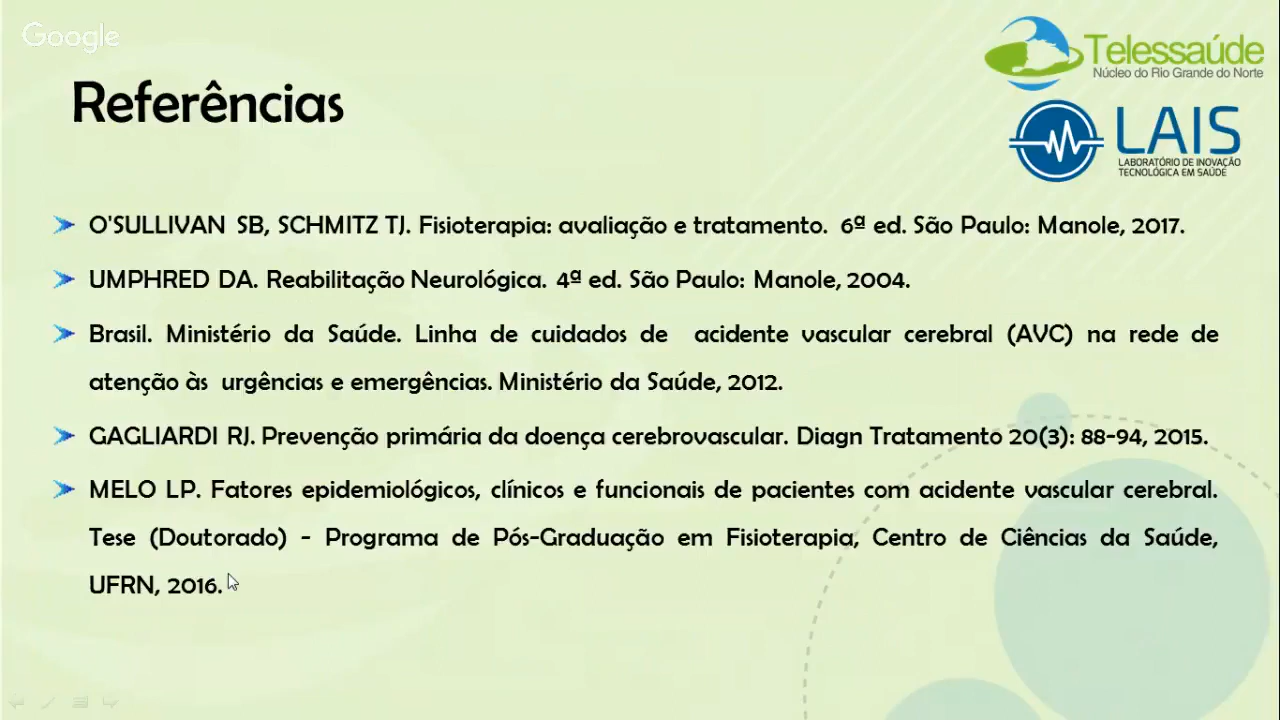 Google
Telessaúde
Núcleo do Rio Grande do Norte
Referências
LAIS
LABORATÓRIO DE INOVAÇÃO
TECNOLÓGICA EM SAÚDE
O'SULLIVAN SB, SCHMITZ TJ. Fisioterapia: avaliação e tratamento. 6ª ed. São Paulo: Manole, 2017.
UMPHRED DA. Reabilitação Neurológica. 4ª ed. São Paulo: Manole, 2004.
Brasil. Ministério da Saúde. Linha de cuidados de acidente vascular cerebral (AVC) na rede de
atenção às urgências e emergências. Ministério da Saúde, 2012.
GAGLIARDI RJ. Prevenção primária da doença cerebrovascular. Diagn Tratamento 20(3): 88-94, 2015.
MELO LP. Fatores epidemiológicos, clínicos e funcionais de pacientes com acidente vascular cerebral.
Tese (Doutorado) - Programa de Pós-Graduação em Fisioterapia, Centro de Ciências da Saúde,
UFRN, 2016.